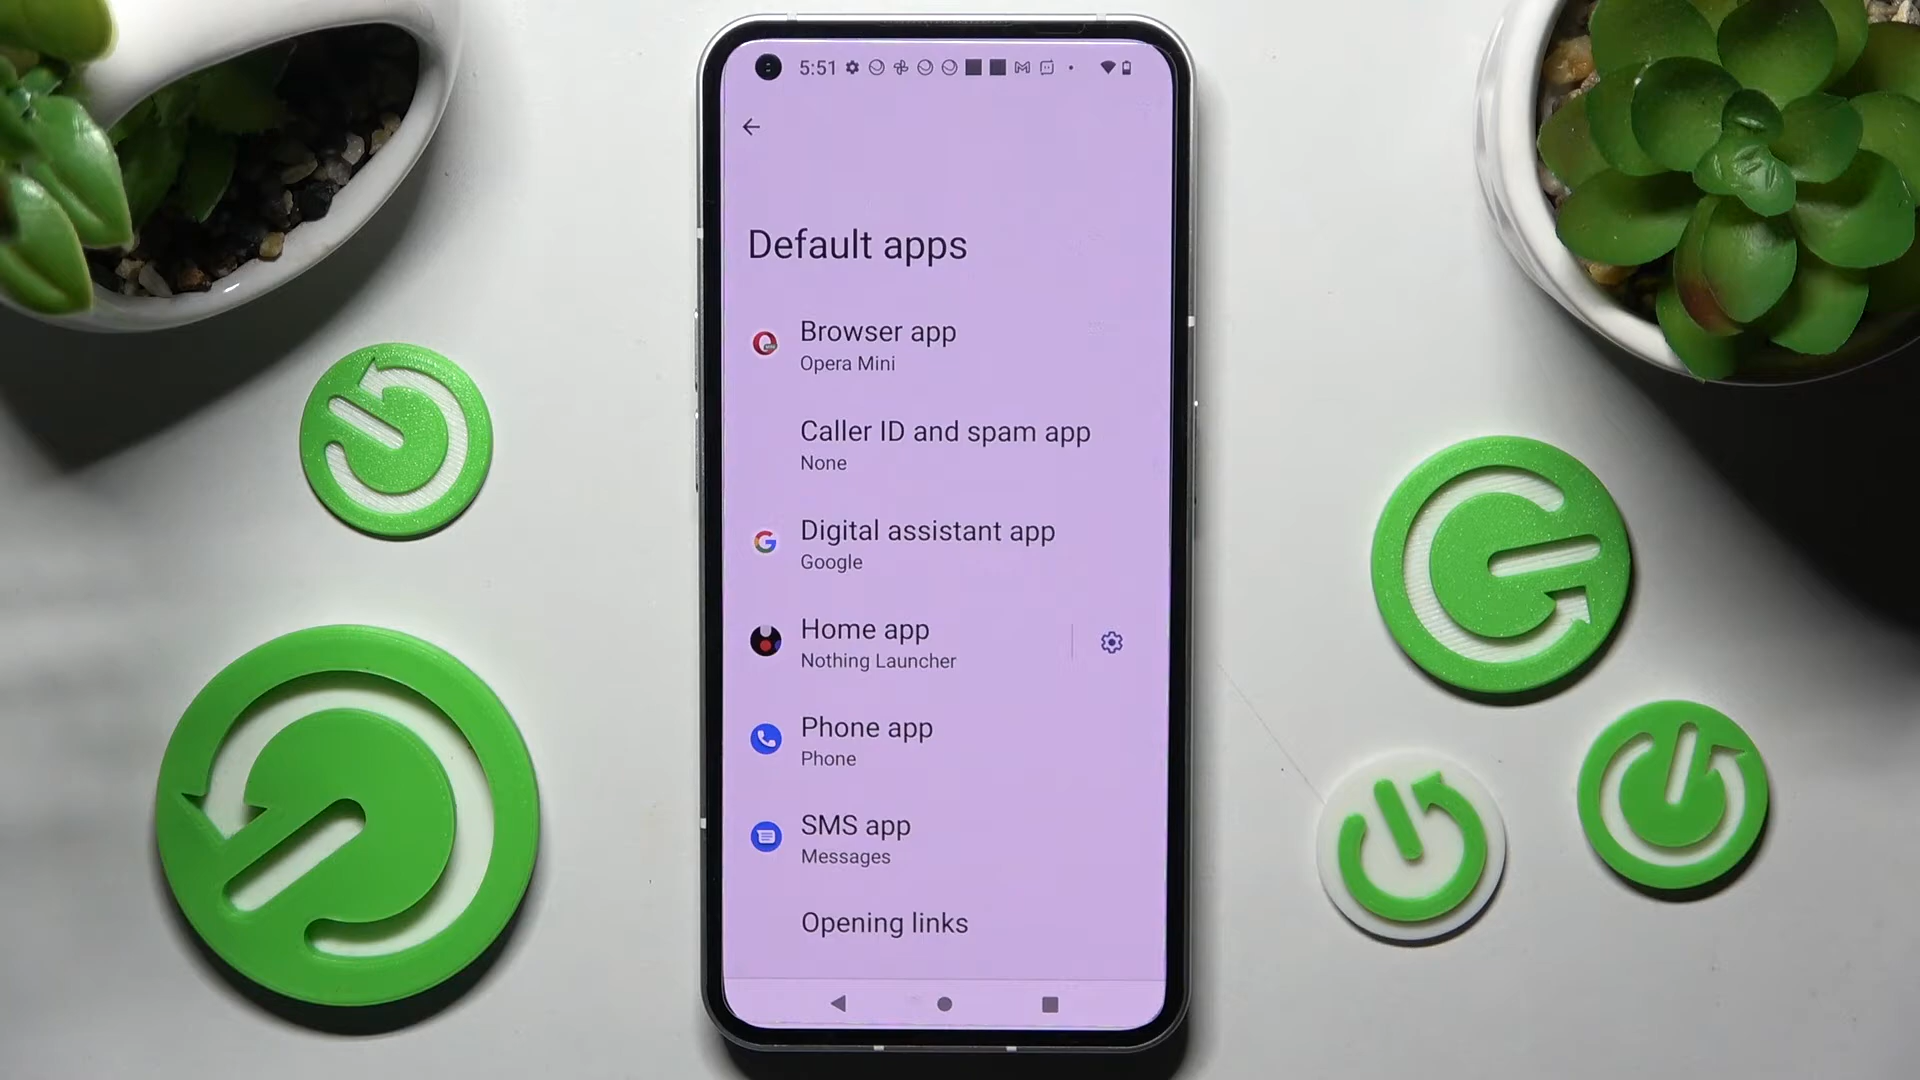 5:51
Default apps
Browser app
Opera Mini
Caller ID and spam app
None
Digital assistant app
Google
Home app
Nothing Launcher
Phone app
Phone
SMS app
Messages
Opening links